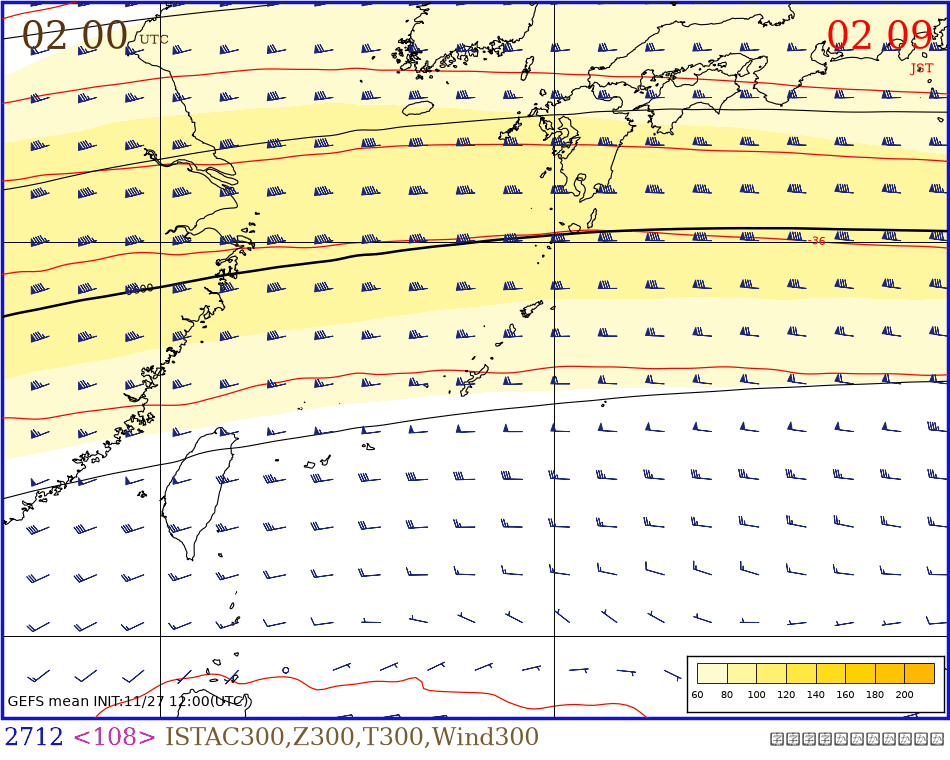 02 00 UTC
02 09
JST
-36
GEFS mean INIT:11/27 12:00(UTC)
60 80 100 120 140 160 180 200
2712 <108> ISTAC300,Z300,T300,Wind300